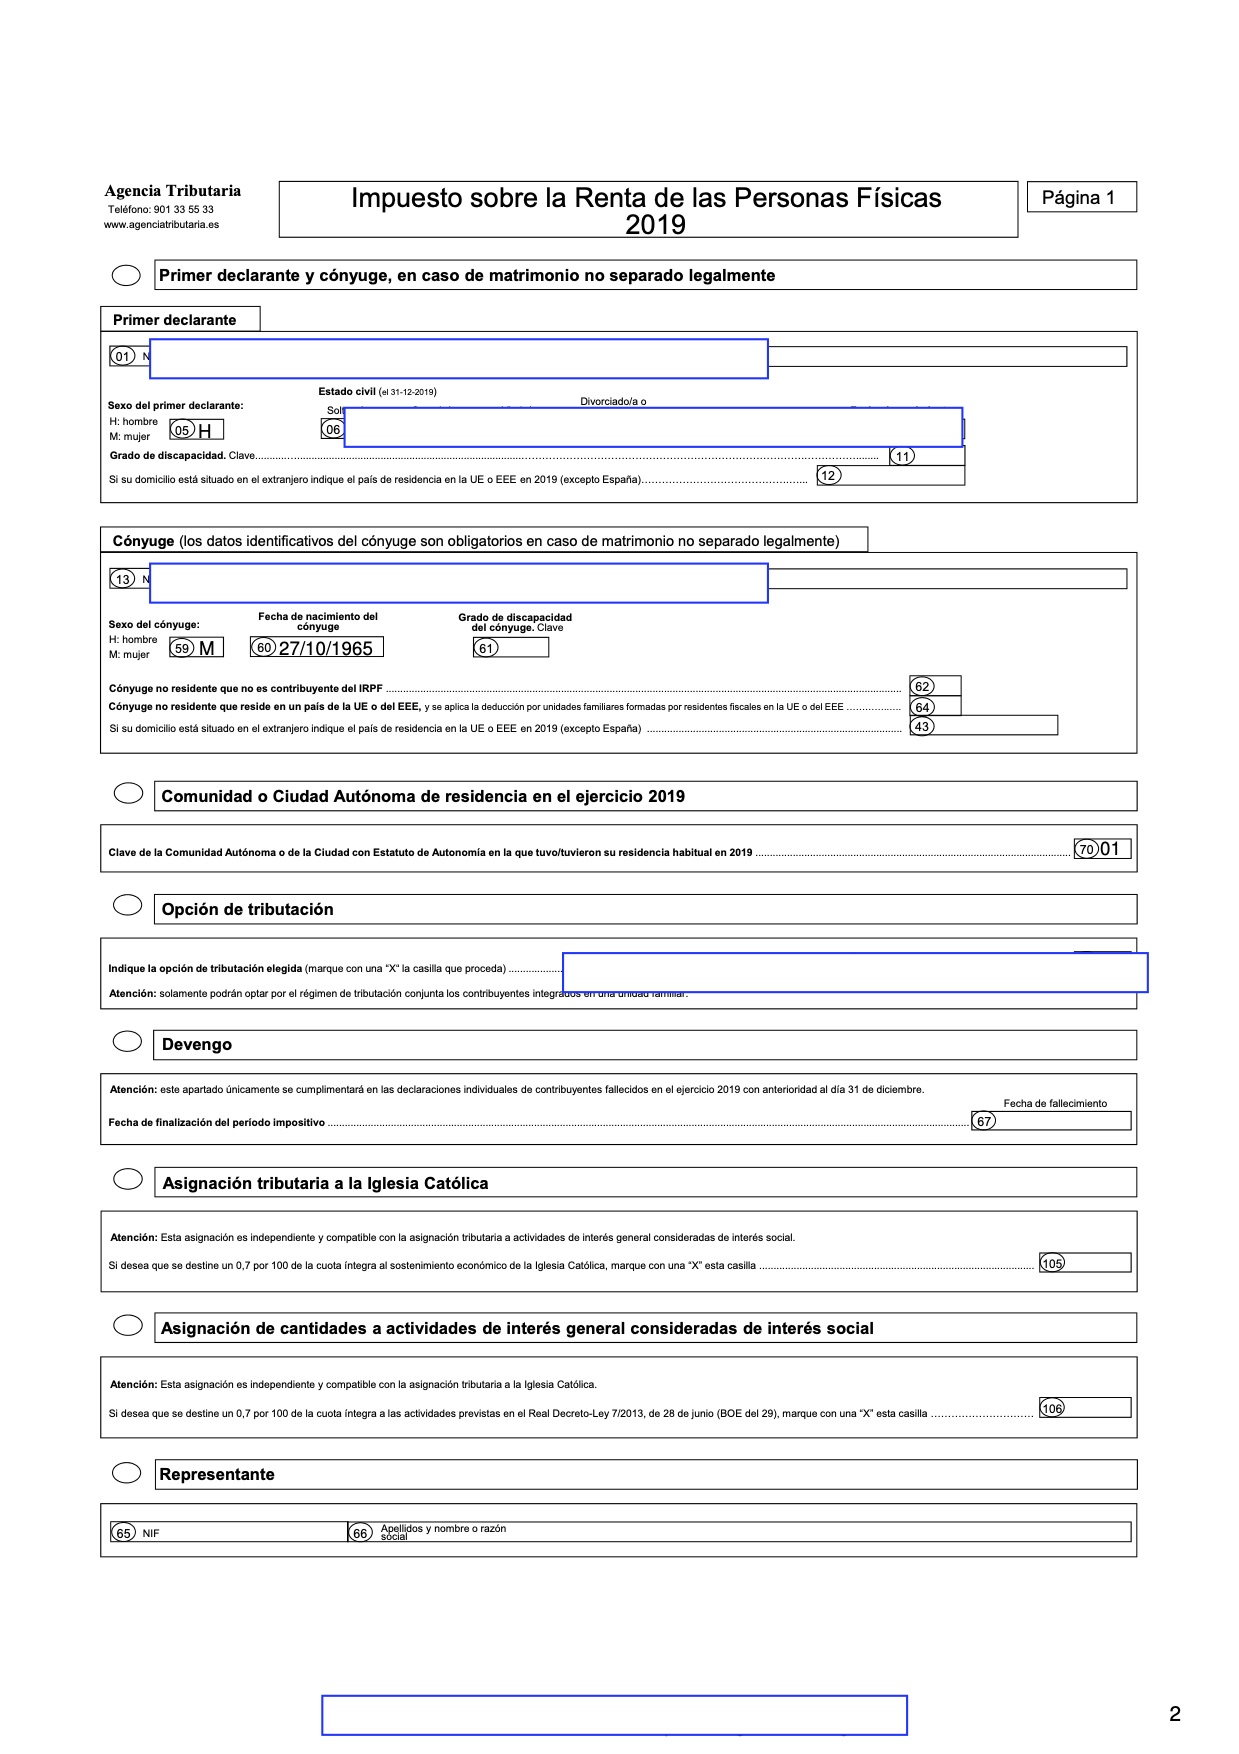 Agencia Tributaria
Teléfono: 901 33 55 33
www.agenciatributaria.es
Impuesto sobre la Renta de las Personas Físicas
2019
Página 1
Primer declarante y cónyuge, en caso de matrimonio no separado legalmente
Primer declarante
01 N
Estado civil (el 31-12-2019)
Divorciado/a o
Sexo del primer declarante:
H: hombre
M: mujer
05 H
06
Grado de discapacidad. Clave
11
Si su domicilio está situado en el extranjero indique el país de residencia en la UE o EEE en 2019 (excepto España)
12
Cónyuge (los datos identificativos del cónyuge son obligatorios en caso de matrimonio no separado legalmente)
13 N
Sexo del cónyuge:
H: hombre
M: mujer
59 M
Fecha de nacimiento del
cónyuge
60 27/10/1965
Grado de discapacidad
del cónyuge. Clave
61
Cónyuge no residente que no es contribuyente del IRPF
62
Cónyuge no residente que reside en un país de la UE o del EEE, y se aplica la deducción por unidades familiares formadas por residentes fiscales en la UE o del EEE
64
Si su domicilio está situado en el extranjero indique el país de residencia en la UE o EEE en 2019 (excepto España)
43
Comunidad o Ciudad Autónoma de residencia en el ejercicio 2019
Clave de la Comunidad Autónoma o de la Ciudad con Estatuto de Autonomía en la que tuvo/tuvieron su residencia habitual en 2019
70 01
Opción de tributación
Indique la opción de tributación elegida (marque con una “X“ la casilla que proceda)
Atención: solamente podrán optar por el régimen de tributación conjunta los contribuyentes integrados en una unidad familiar.
Devengo
Atención: este apartado únicamente se cumplimentará en las declaraciones individuales de contribuyentes fallecidos en el ejercicio 2019 con anterioridad al día 31 de diciembre.
Fecha de fallecimiento
Fecha de finalización del período impositivo
67
Asignación tributaria a la Iglesia Católica
Atención: Esta asignación es independiente y compatible con la asignación tributaria a actividades de interés general consideradas de interés social.
Si desea que se destine un 0,7 por 100 de la cuota íntegra al sostenimiento económico de la Iglesia Católica, marque con una “X” esta casilla
105
Asignación de cantidades a actividades de interés general consideradas de interés social
Atención: Esta asignación es independiente y compatible con la asignación tributaria a la Iglesia Católica.
Si desea que se destine un 0,7 por 100 de la cuota íntegra a las actividades previstas en el Real Decreto-Ley 7/2013, de 28 de junio (BOE del 29), marque con una “X” esta casilla
106
Representante
65 NIF
66 Apellidos y nombre o razón
social
2